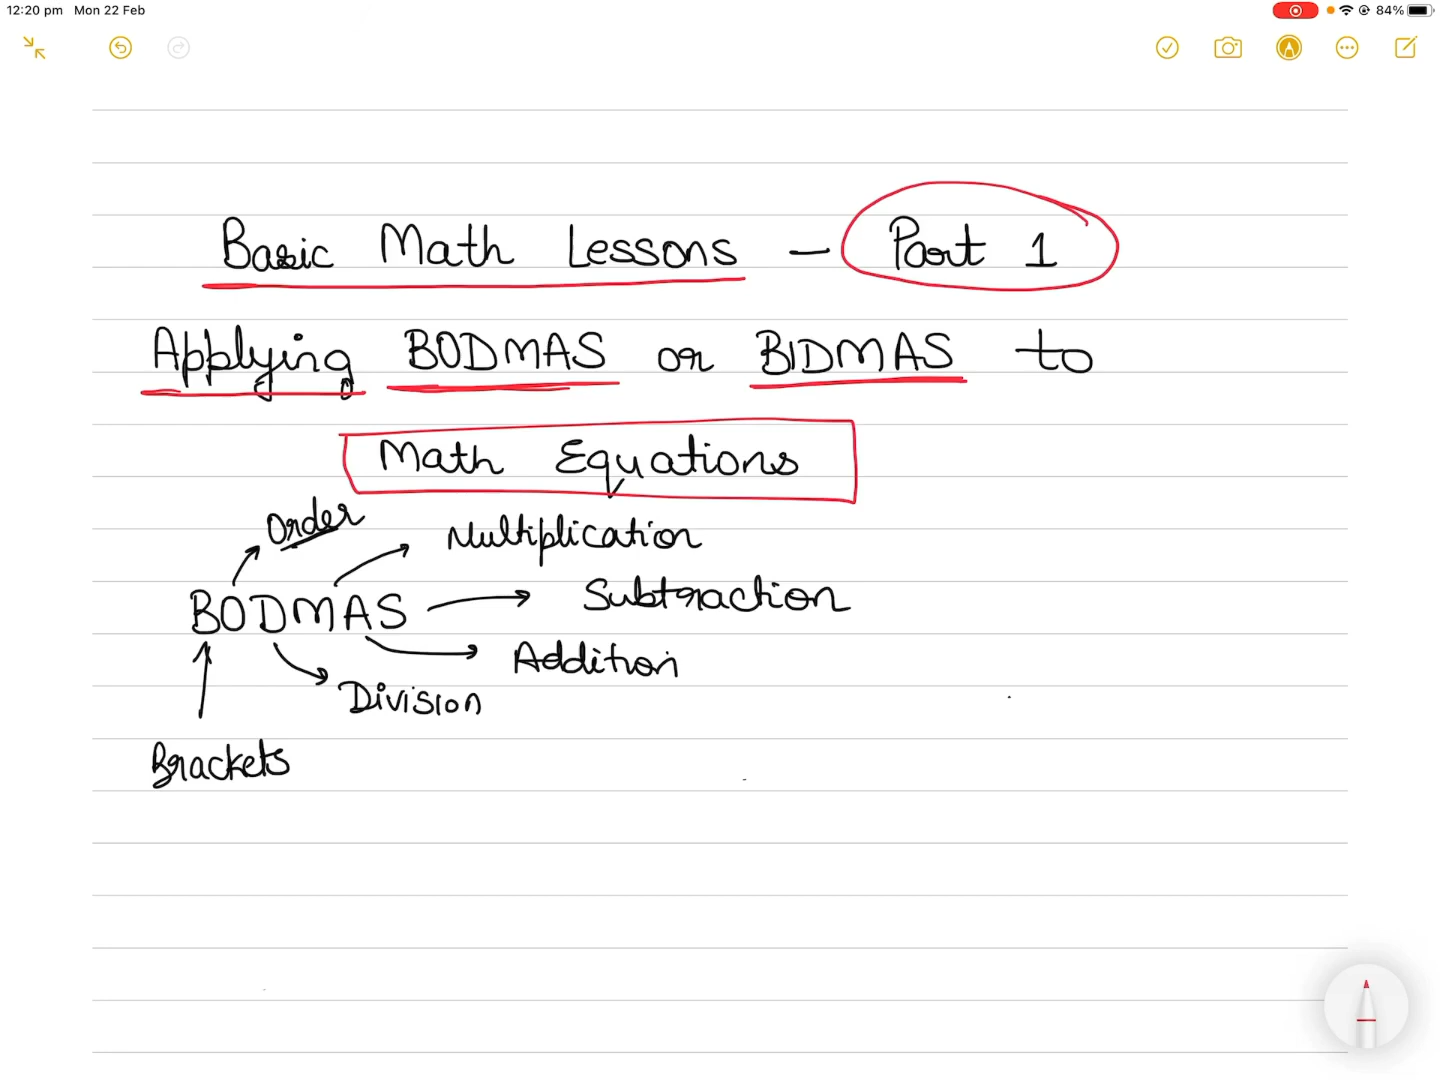 12:20 pm Mon 22 Feb 84%
Basic Math Lessons - Part 1
Applying BODMAS or BIDMAS to
Math Equations
Order
Multiplication
Subtraction
BODMAS
Addition
Division
Brackets